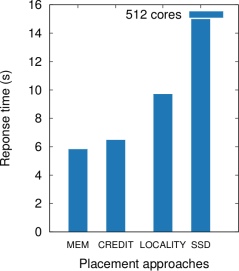 16
512 cores
14
12
10
8
6
4
2
0
Reponse time (s)
MEM CREDIT LOCALITY SSD
Placement approaches